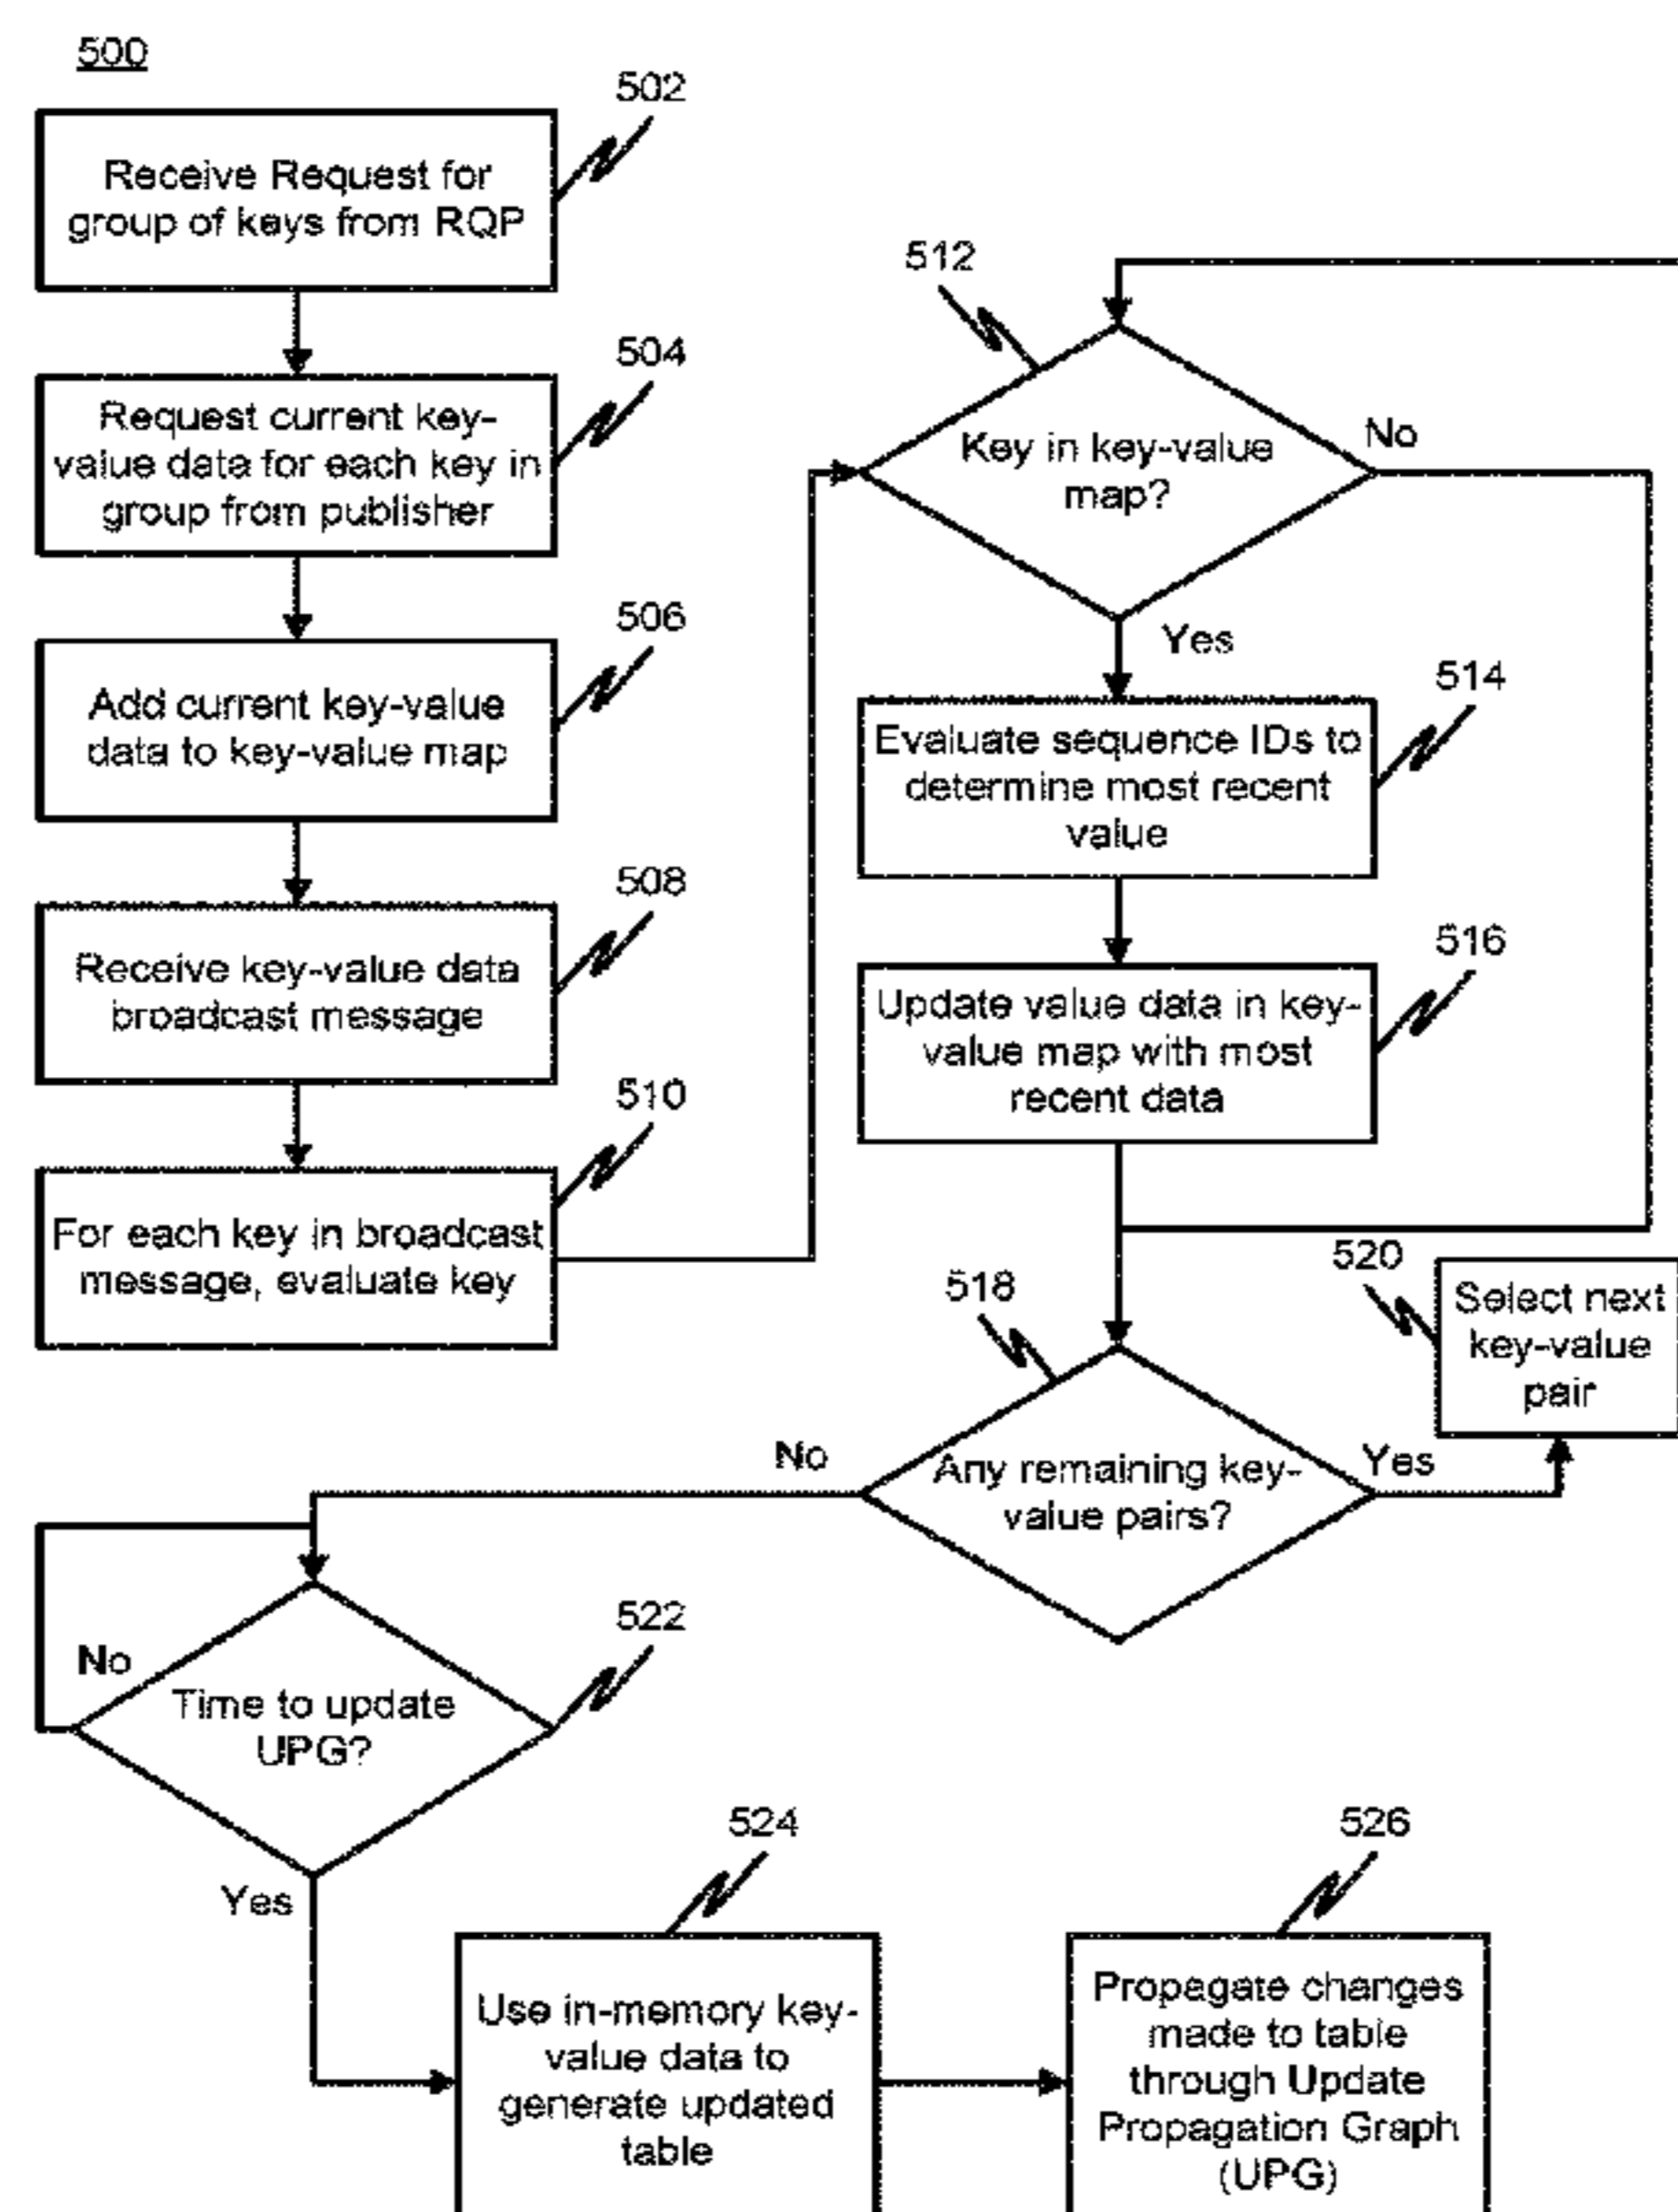 500
502
Receive Request for
group of keys from RQP
504
Request current key-
value data for each key in
group from publisher
506
Add current key-value
data to key-value map
508
Receive key-value data
broadcast message
510
For each key in broadcast
message, evaluate key
512
Key in key-value
map?
No
Yes
514
Evaluate sequence IDs to
determine most recent
value
516
Update value data in key-
value map with most
recent data
518
Any remaining key-
value pairs?
No
Yes
520
Select next
key-value
pair
522
Time to update
UPG?
No
Yes
524
Use in-memory key-
value data to
generate updated
table
526
Propagate changes
made to table
through Update
Propagation Graph
(UPG)